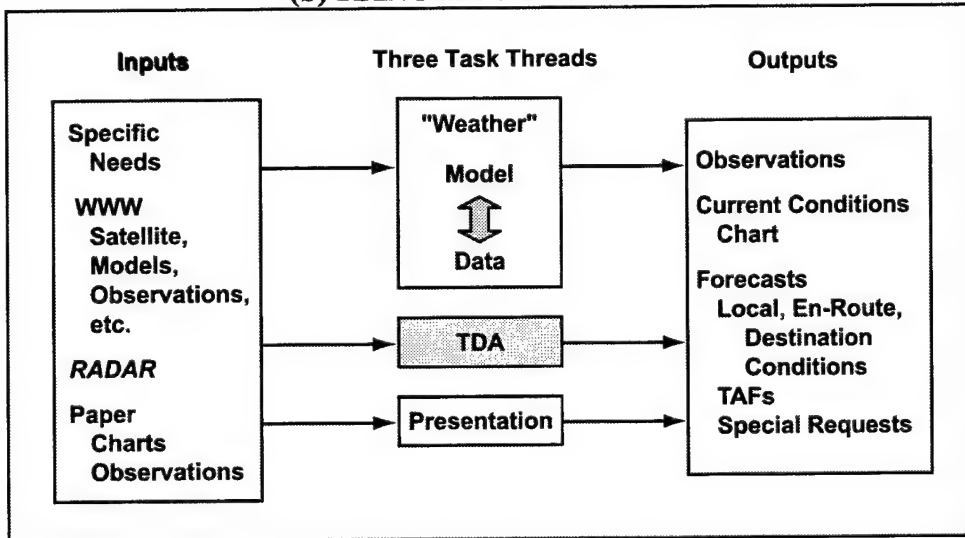 Inputs
Three Task Threads
Outputs
Specific
Needs
WWW
Satellite,
Models,
Observations,
etc.
RADAR
Paper
Charts
Observations
"Weather"
Model
Data
TDA
Presentation
Observations
Current Conditions
Chart
Forecasts
Local, En-Route,
Destination
Conditions
TAFs
Special Requests